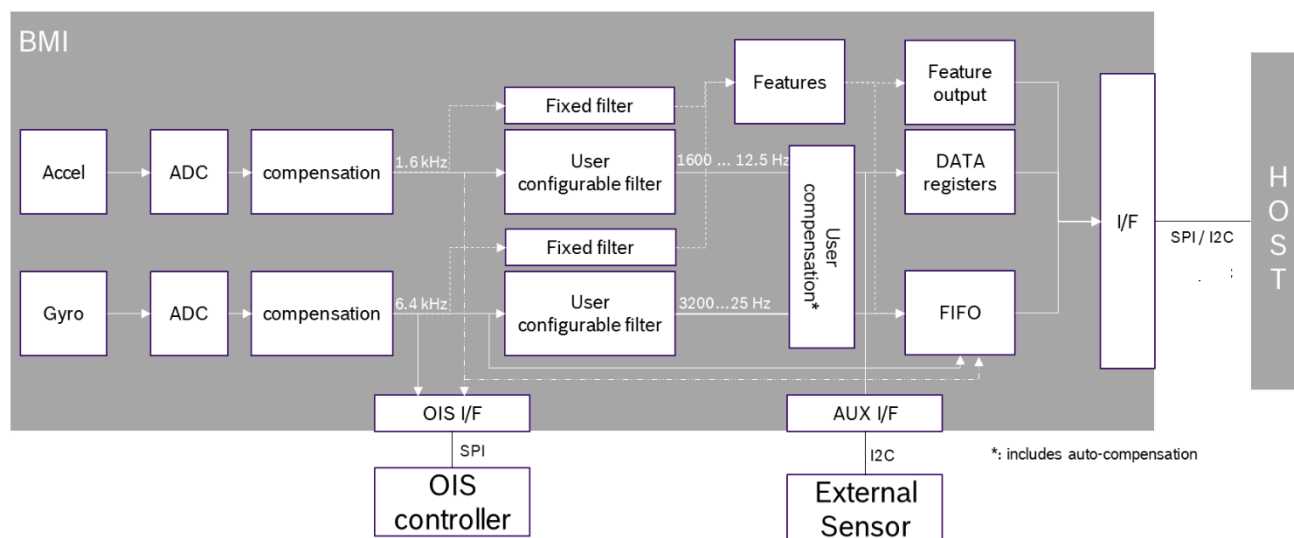 BMI
Accel
ADC
compensation
1.6 kHz
Fixed filter
User
configurable filter
1600 ... 12.5 Hz
Features
Feature
output
DATA
registers
Gyro
ADC
compensation
6.4 kHz
Fixed filter
User
configurable filter
3200...25 Hz
User
compensation*
FIFO
I/F
SPI / I2C
HOST
OIS I/F
SPI
OIS
controller
AUX I/F
I2C
External
Sensor
*: includes auto-compensation